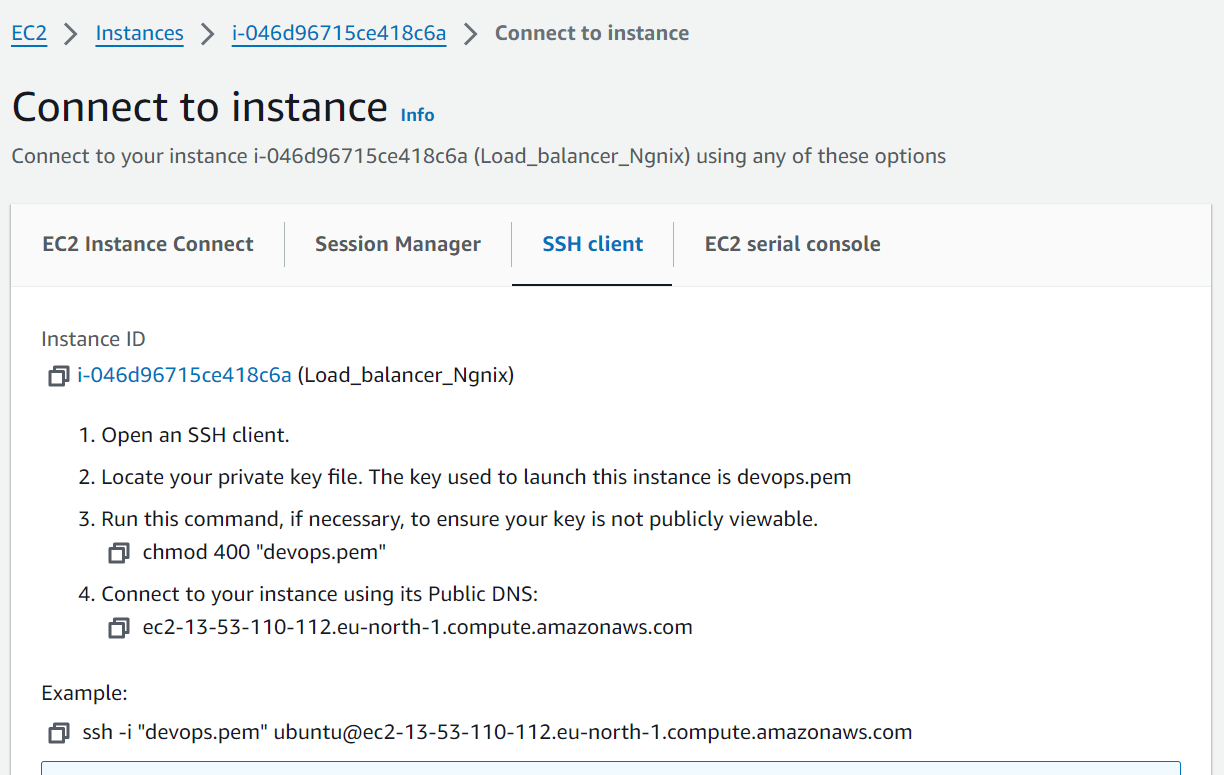 EC2 > Instances > i-046d96715ce418c6a > Connect to instance
Connect to instance Info
Connect to your instance i-046d96715ce418c6a (Load_balancer_Ngnix) using any of these options
EC2 Instance Connect Session Manager SSH client EC2 serial console
Instance ID
i-046d96715ce418c6a (Load_balancer_Ngnix)
1. Open an SSH client.
2. Locate your private key file. The key used to launch this instance is devops.pem
3. Run this command, if necessary, to ensure your key is not publicly viewable.
chmod 400 "devops.pem"
4. Connect to your instance using its Public DNS:
ec2-13-53-110-112.eu-north-1.compute.amazonaws.com
Example:
ssh -i "devops.pem" ubuntu@ec2-13-53-110-112.eu-north-1.compute.amazonaws.com